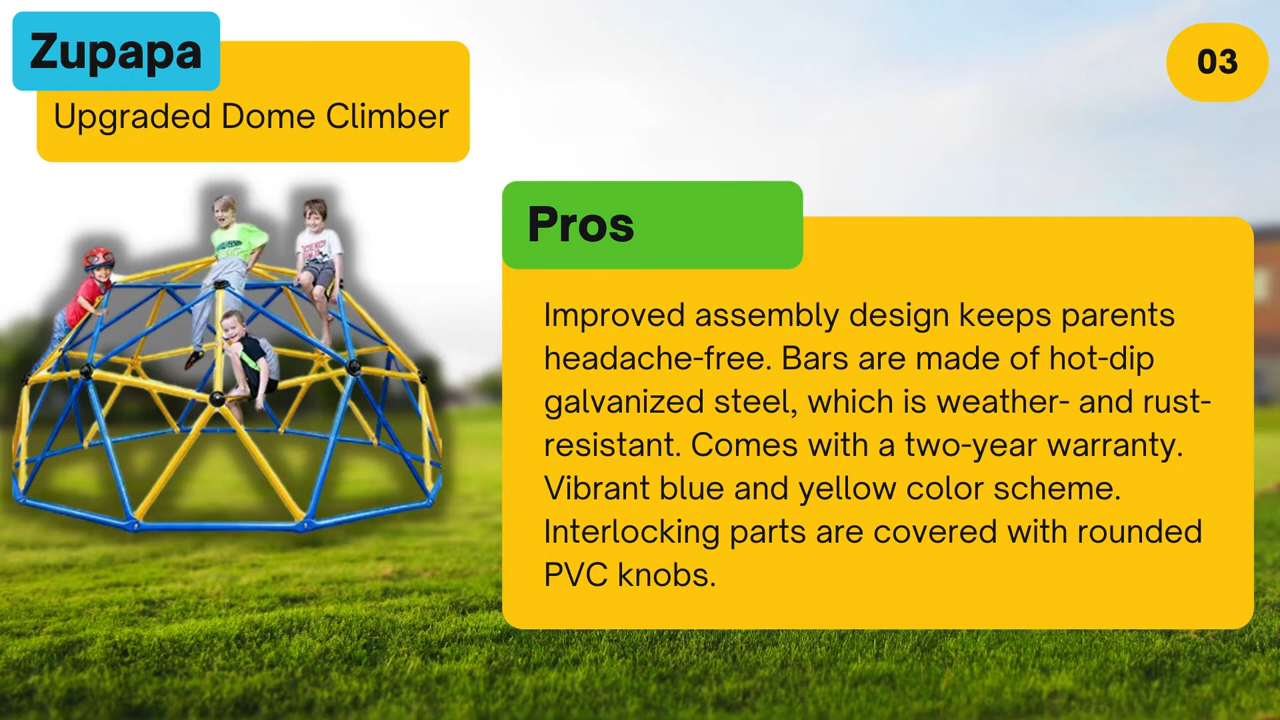 Zupapa
Upgraded Dome Climber
03
Pros
Improved assembly design keeps parents
headache-free. Bars are made of hot-dip
galvanized steel, which is weather- and rust-
resistant. Comes with a two-year warranty.
Vibrant blue and yellow color scheme.
Interlocking parts are covered with rounded
PVC knobs.